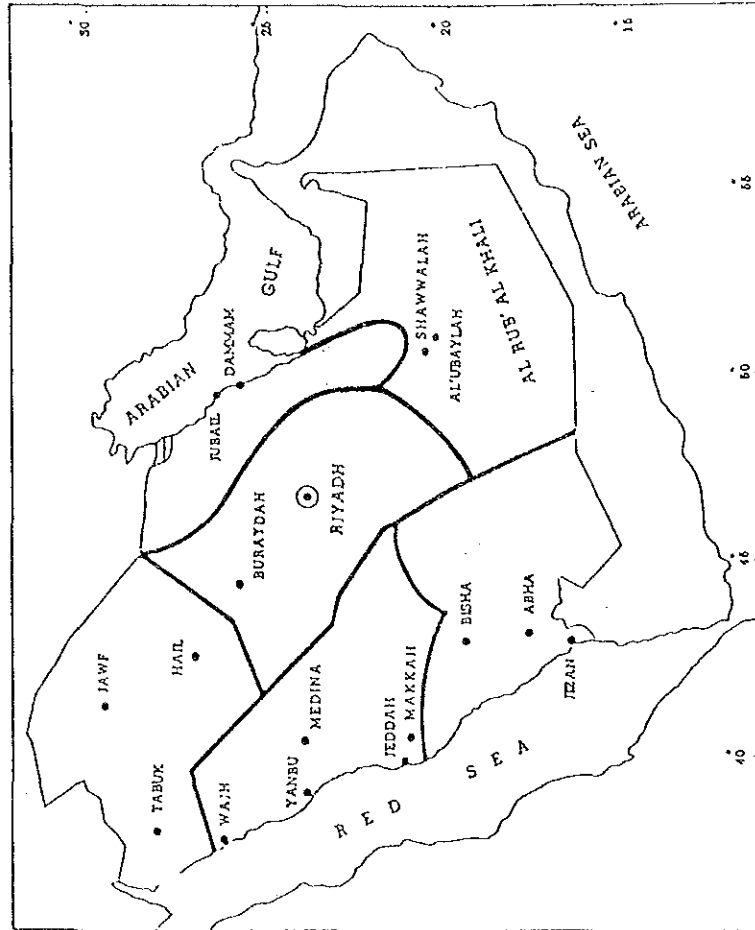 30
JAWF
TABUK
HAIL
ARABIAN
GULF
JUBAIL
DAMMAM
BURAYDAH
25
WAJH
YANBU
MEDINA
RIYADH
JEDDAH
MAKKAH
SHAWWALAH
AL'UBAYLAH
20
BISHA
AL RUB' AL KHALI
RED SEA
ABHA
JIZAN
ARABIAN SEA
15
40
45
50
55